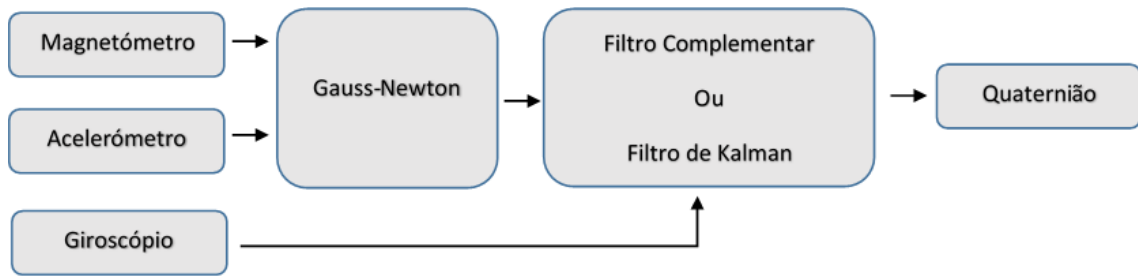 Magnetómetro
Acelerómetro
Giroscópio
Gauss-Newton
Filtro Complementar
Ou
Filtro de Kalman
Quaternião